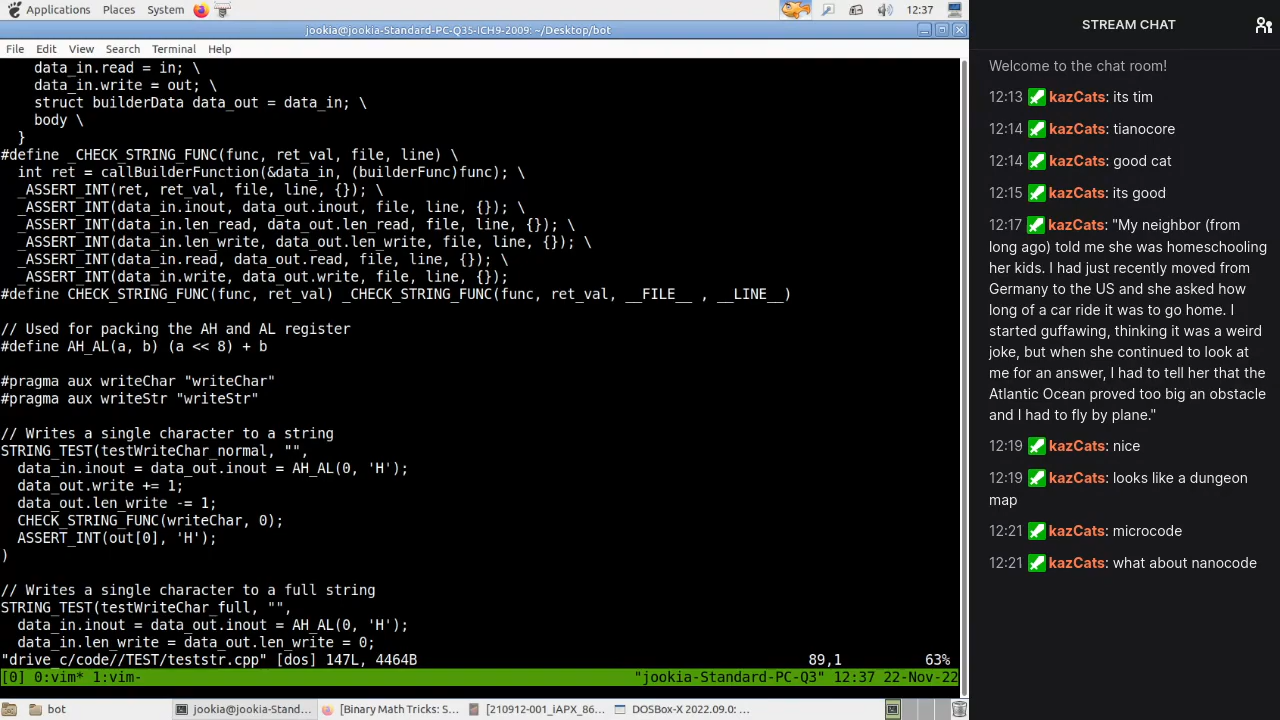 Applications Places System 12:37
jookia@jookia-Standard-PC-Q35-ICH9-2009: ~/Desktop/bot
File Edit View Search Terminal Help
data_in.read = in; \
data_in.write = out; \
struct builderData data_out = data_in; \
body \
}
#define _CHECK_STRING_FUNC(func, ret_val, file, line) \
int ret = callBuilderFunction(&data_in, (builderFunc)func); \
_ASSERT_INT(ret, ret_val, file, line, {}); \
_ASSERT_INT(data_in.inout, data_out.inout, file, line, {}); \
_ASSERT_INT(data_in.len_read, data_out.len_read, file, line, {}); \
_ASSERT_INT(data_in.len_write, data_out.len_write, file, line, {}); \
_ASSERT_INT(data_in.read, data_out.read, file, line, {}); \
_ASSERT_INT(data_in.write, data_out.write, file, line, {});
#define CHECK_STRING_FUNC(func, ret_val) _CHECK_STRING_FUNC(func, ret_val, __FILE__ , __LINE__)
// Used for packing the AH and AL register
#define AH_AL(a, b) (a << 8) + b
#pragma aux writeChar "writeChar"
#pragma aux writeStr "writeStr"
// Writes a single character to a string
STRING_TEST(testWriteChar_normal, "",
data_in.inout = data_out.inout = AH_AL(0, 'H');
data_out.write += 1;
data_out.len_write -= 1;
CHECK_STRING_FUNC(writeChar, 0);
ASSERT_INT(out[0], 'H');
)
// Writes a single character to a full string
STRING_TEST(testWriteChar_full, "",
data_in.inout = data_out.inout = AH_AL(0, 'H');
data_in.len_write = data_out.len_write = 0;
"drive_c/code//TEST/teststr.cpp" [dos] 147L, 4464B 89,1 63%
[0] 0:vim* 1:vim- "jookia-Standard-PC-Q3" 12:37 22-Nov-22
bot jookia@jookia-Stand... [Binary Math Tricks: S... [210912-001_iAPX_86... DOSBox-X 2022.09.0: ...
STREAM CHAT
Welcome to the chat room!
12:13 kazCats: its tim
12:14 kazCats: tianocore
12:14 kazCats: good cat
12:15 kazCats: its good
12:17 kazCats: "My neighbor (from
long ago) told me she was homeschooling
her kids. I had just recently moved from
Germany to the US and she asked how
long of a car ride it was to go home. I
started guffawing, thinking it was a weird
joke, but when she continued to look at
me for an answer, I had to tell her that the
Atlantic Ocean proved too big an obstacle
and I had to fly by plane."
12:19 kazCats: nice
12:19 kazCats: looks like a dungeon
map
12:21 kazCats: microcode
12:21 kazCats: what about nanocode